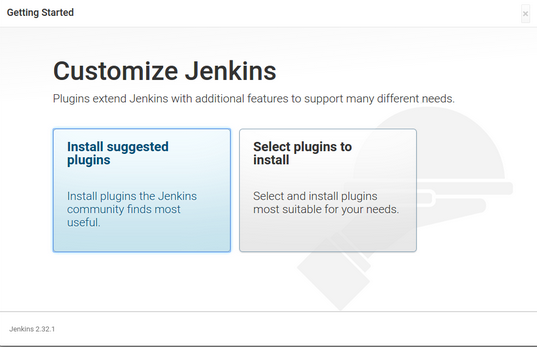 Getting Started
×
Customize Jenkins
Plugins extend Jenkins with additional features to support many different needs.
Install suggested
plugins
Install plugins the Jenkins
community finds most
useful.
Select plugins to
install
Select and install plugins
most suitable for your needs.
Jenkins 2.32.1